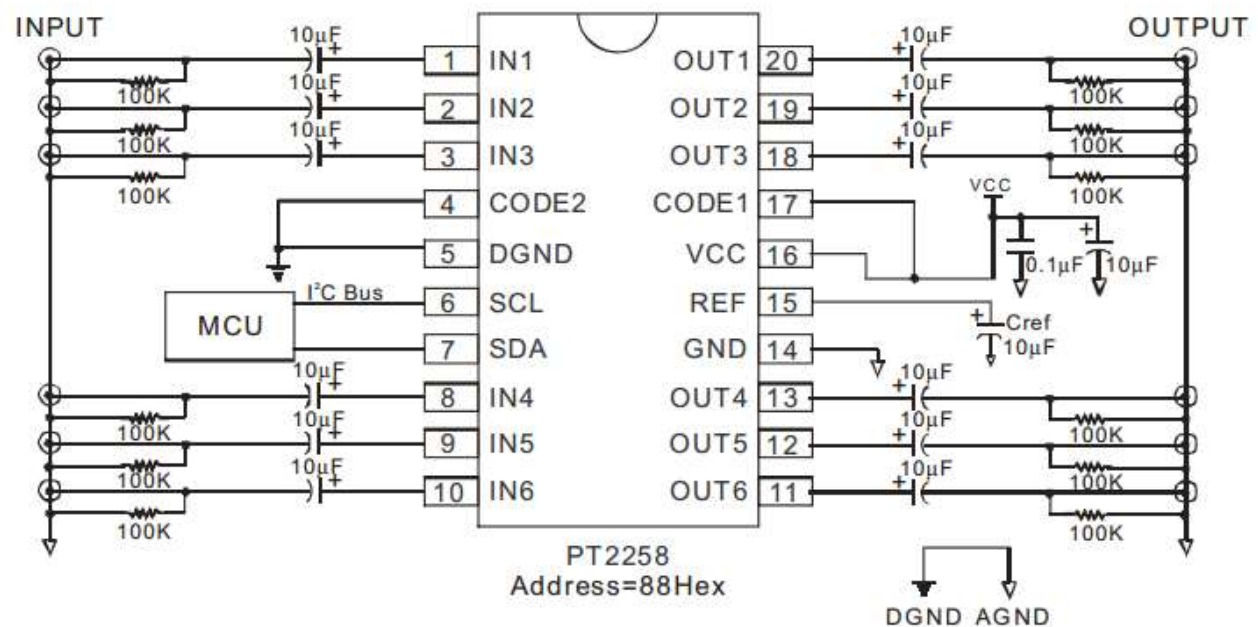 INPUT
OUTPUT
10μF + 1 IN1 OUT1 20 + 10μF
100K 100K
10μF + 2 IN2 OUT2 19 + 10μF
100K 100K
10μF + 3 IN3 OUT3 18 + 10μF
100K 100K
4 CODE2 CODE1 17 VCC
5 DGND VCC 16 0.1μF + 10μF
MCU I²C Bus
6 SCL REF 15 + Cref
10μF
7 SDA GND 14
10μF + 8 IN4 OUT4 13 + 10μF
100K 100K
10μF + 9 IN5 OUT5 12 + 10μF
100K 100K
10μF + 10 IN6 OUT6 11 + 10μF
100K 100K
PT2258
Address=88Hex
DGND AGND